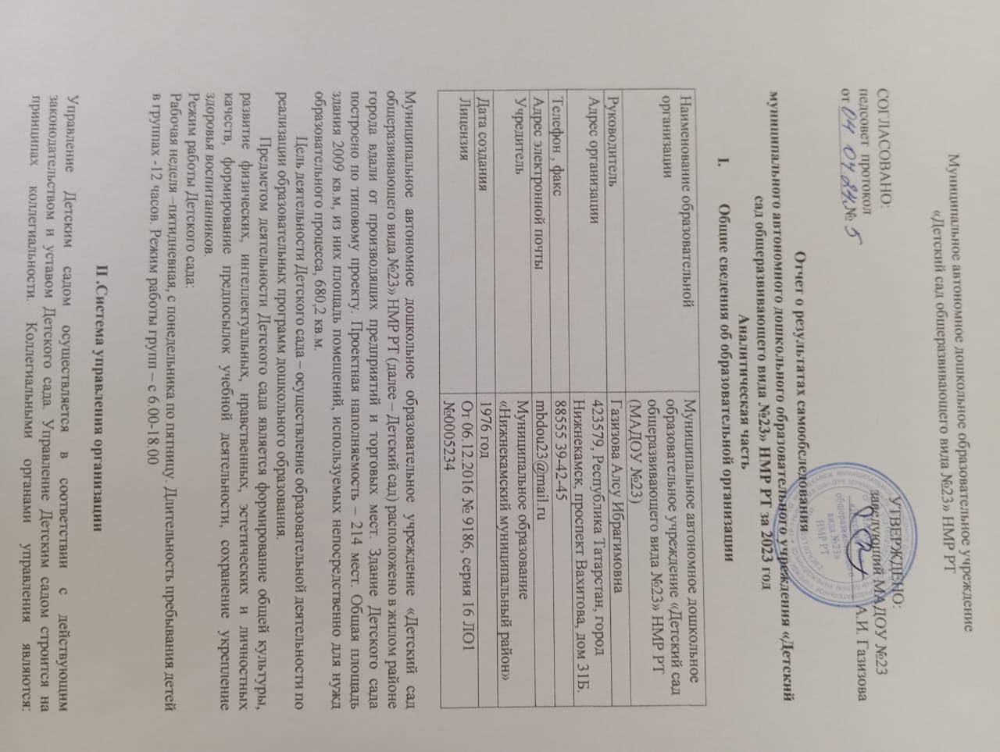 Муниципальное автономное дошкольное образовательное учреждение
«Детский сад общеразвивающего вида №23» НМР РТ
СОГЛАСОВАНО:
педсовет протокол
от 04.04.24. № 5
УТВЕРЖДЕНО:
заведующий МАДОУ №23
А.И. Газизова
Отчет о результатах самообследования
муниципального автономного дошкольного образовательного учреждения «Детский
сад общеразвивающего вида №23» НМР РТ за 2023 год
Аналитическая часть
I. Общие сведения об образовательной организации
Наименование образовательной
организации
Муниципальное автономное дошкольное
образовательное учреждение «Детский сад
общеразвивающего вида №23» НМР РТ
(МАДОУ №23)
Руководитель
Газизова Алсу Ибрагимовна
Адрес организации
423579, Республика Татарстан, город
Нижнекамск, проспект Вахитова, дом 31Б.
Телефон , факс
88555 39-42-45
Адрес электронной почты
mbdou23@mail.ru
Учредитель
Муниципальное образование
«Нижнекамский муниципальный район»
Дата создания
1976 год
Лицензия
От 06.12.2016 № 9186, серия 16 ЛО1
№0005234
Муниципальное автономное дошкольное образовательное учреждение «Детский сад
общеразвивающего вида №23» НМР РТ (далее – Детский сад) расположено в жилом районе
города вдали от производящих предприятий и торговых мест. Здание Детского сада
построено по типовому проекту. Проектная наполняемость – 214 мест. Общая площадь
здания 2009 кв.м, из них площадь помещений, используемых непосредственно для нужд
образовательного процесса, 680,2 кв.м.
Цель деятельности Детского сада – осуществление образовательной деятельности по
реализации образовательных программ дошкольного образования.
Предметом деятельности Детского сада является формирование общей культуры,
развитие физических, интеллектуальных, нравственных, эстетических и личностных
качеств, формирование предпосылок учебной деятельности, сохранение укрепление
здоровья воспитанников.
Режим работы Детского сада:
Рабочая неделя –пятидневная, с понедельника по пятницу. Длительность пребывания детей
в группах -12 часов. Режим работы групп – с 6.00-18.00
II .Система управления организации
Управление Детским садом осуществляется в соответствии с действующим
законодательством и уставом Детского сада. Управление Детским садом строится на
принципах коллегиальности. Коллегиальными органами управления являются: